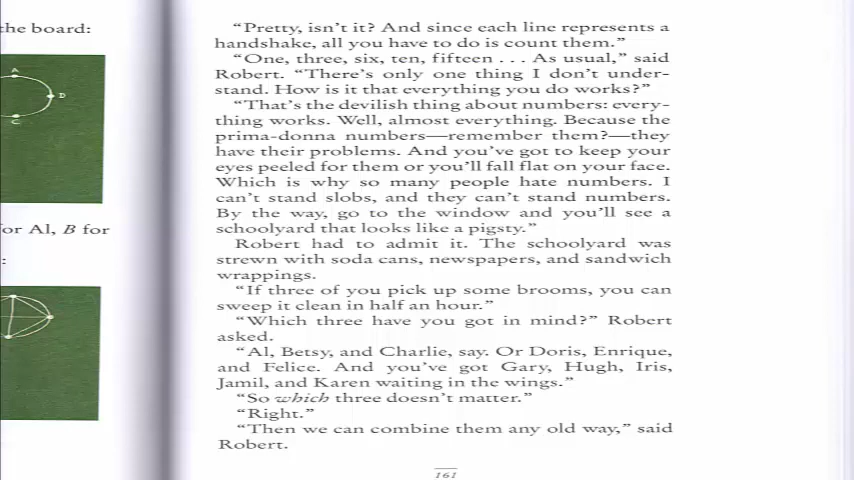 the board:
A
D
C
for Al, B for
:
“Pretty, isn’t it? And since each line represents a
handshake, all you have to do is count them.”
“One, three, six, ten, fifteen . . . As usual,” said
Robert. “There’s only one thing I don’t under-
stand. How is it that everything you do works?”
“That’s the devilish thing about numbers: every-
thing works. Well, almost everything. Because the
prima-donna numbers—remember them?—they
have their problems. And you’ve got to keep your
eyes peeled for them or you’ll fall flat on your face.
Which is why so many people hate numbers. I
can’t stand slobs, and they can’t stand numbers.
By the way, go to the window and you’ll see a
schoolyard that looks like a pigsty.”
Robert had to admit it. The schoolyard was
strewn with soda cans, newspapers, and sandwich
wrappings.
“If three of you pick up some brooms, you can
sweep it clean in half an hour.”
“Which three have you got in mind?” Robert
asked.
“Al, Betsy, and Charlie, say. Or Doris, Enrique,
and Felice. And you’ve got Gary, Hugh, Iris,
Jamil, and Karen waiting in the wings.”
“So which three doesn’t matter.”
“Right.”
“Then we can combine them any old way,” said
Robert.
161